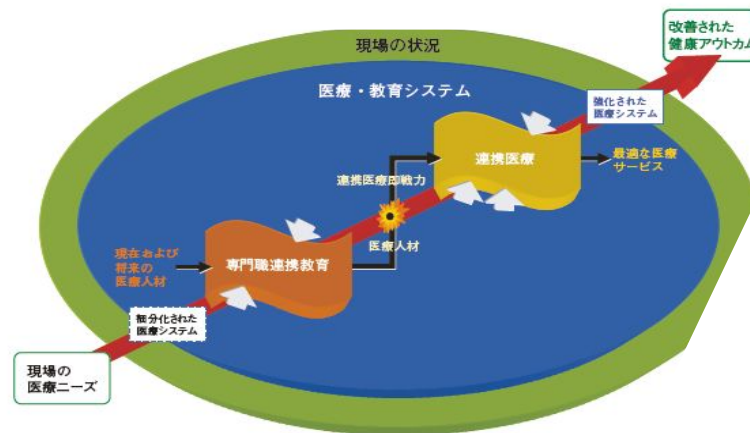 改善された
健康アウトカム
現場の状況
医療・教育システム
強化された
医療システム
連携医療
最適な医療
サービス
連携医療即戦力
医療人材
現在および
将来の
医療人材
専門職連携教育
細分化された
医療システム
現場の
医療ニーズ